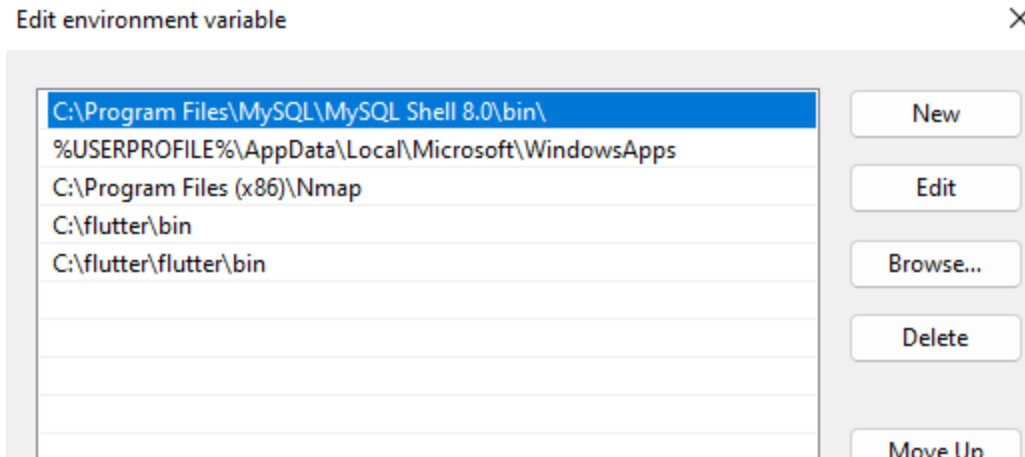 Edit environment variable
C:\Program Files\MySQL\MySQL Shell 8.0\bin\
New
%USERPROFILE%\AppData\Local\Microsoft\WindowsApps
C:\Program Files (x86)\Nmap
Edit
C:\flutter\bin
C:\flutter\flutter\bin
Browse...
Delete
Move Up